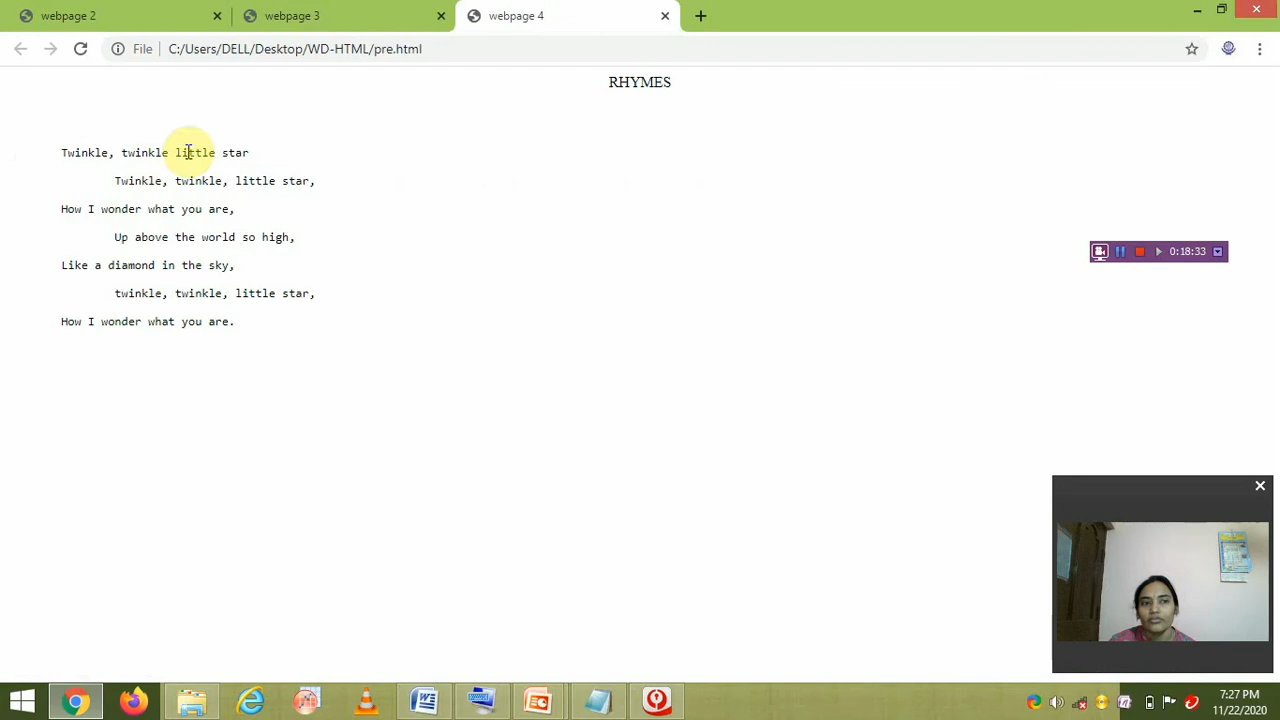 webpage 2
webpage 3
webpage 4
File
C:/Users/DELL/Desktop/WD-HTML/pre.html
RHYMES
Twinkle, twinkle little star
Twinkle, twinkle, little star,
How I wonder what you are,
Up above the world so high,
Like a diamond in the sky,
twinkle, twinkle, little star,
How I wonder what you are.
0:18:33
7:27 PM
11/22/2020